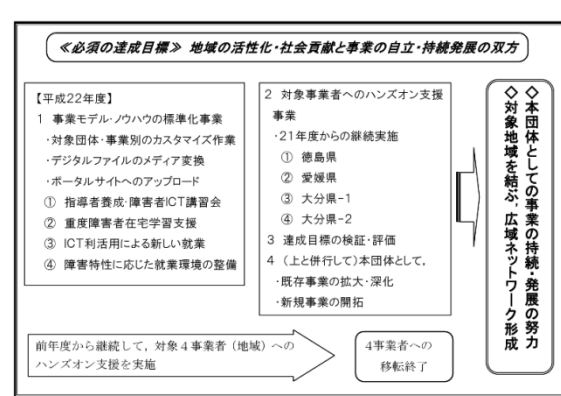 ≪必須の達成目標≫ 地域の活性化・社会貢献と事業の自立・持続発展の双方
【平成22年度】
1 事業モデル・ノウハウの標準化事業
・対象団体・事業別のカスタマイズ作業
・デジタルファイルのメディア変換
・ポータルサイトへのアップロード
① 指導者養成・障害者ICT講習会
② 重度障害者在宅学習支援
③ ICT利活用による新しい就業
④ 障害特性に応じた就業環境の整備
2 対象事業者へのハンズオン支援
事業
・21年度からの継続実施
① 徳島県
② 愛媛県
③ 大分県-1
④ 大分県-2
3 達成目標の検証・評価
4 (上と併行して)本団体として,
・既存事業の拡大・深化
・新規事業の開拓
◇本団体としての事業の持続・発展の努力
◇対象地域を結ぶ,広域ネットワーク形成
前年度から継続して,対象4事業者(地域)への
ハンズオン支援を実施
4事業者への
移転終了